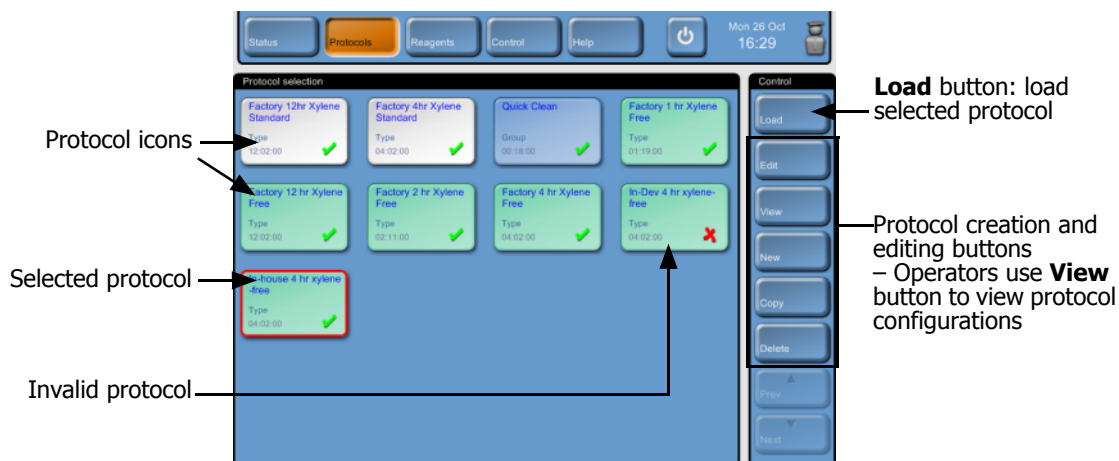 Status
Protocols
Reagents
Control
Help
Mon 26 Oct
16:29
Protocol selection
Factory 12hr Xylene
Standard
Type
12:02:00
Factory 4hr Xylene
Standard
Type
04:02:00
Quick Clean
Group
00:18:00
Factory 1 hr Xylene
Free
Type
01:19:00
Factory 12 hr Xylene
Free
Type
12:02:00
Factory 2 hr Xylene
Free
Type
02:11:00
Factory 4 hr Xylene
Free
Type
04:02:00
In-Dev 4 hr xylene-
free
Type
04:02:00
In-house 4 hr xylene
-free
Type
04:02:00
Control
Load
Edit
View
New
Copy
Delete
Prev
Next
Protocol icons
Selected protocol
Invalid protocol
Load button: load
selected protocol
Protocol creation and
editing buttons
– Operators use View
button to view protocol
configurations